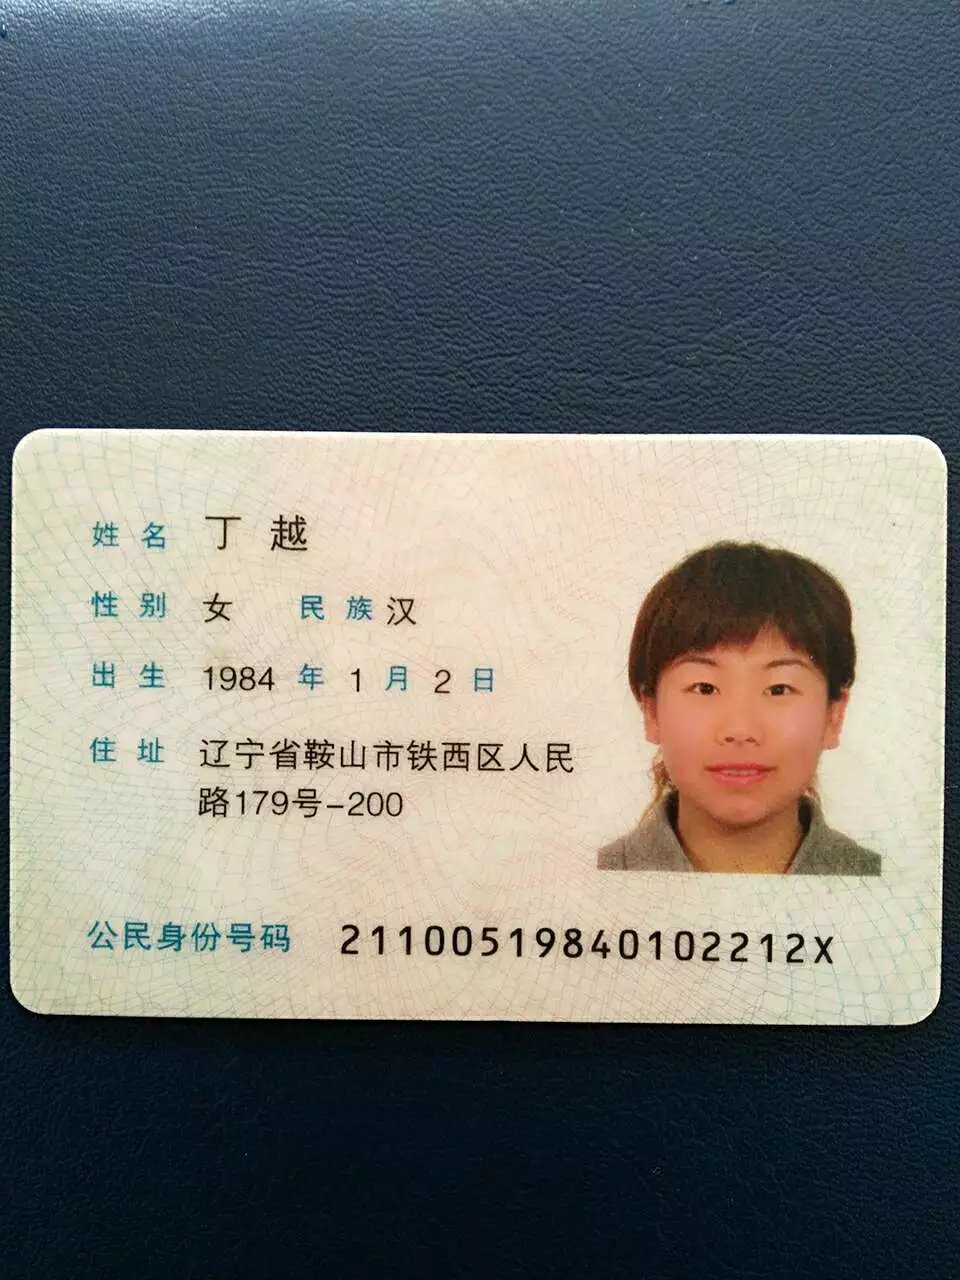 姓名 丁越
性别 女 民族 汉
出生 1984 年 1 月 2 日
住址 辽宁省鞍山市铁西区人民
路179号-200
公民身份号码 21100519840102212X